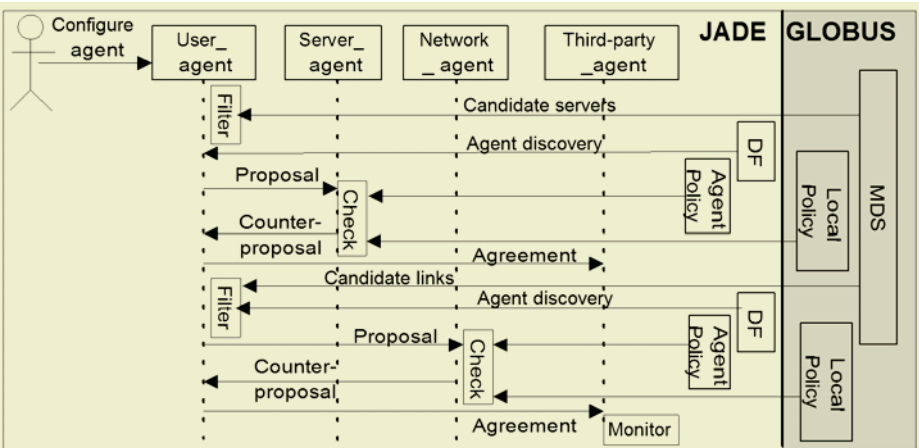 Configure
agent
User_
agent
Server_
agent
Network
_ agent
Third-party
_agent
JADE
GLOBUS
Filter
Candidate servers
Agent discovery
DF
MDS
Proposal
Check
Agent
Policy
Local
Policy
Counter-
proposal
Agreement
Candidate links
Filter
Agent discovery
DF
Proposal
Check
Agent
Policy
Local
Policy
Counter-
proposal
Agreement
Monitor